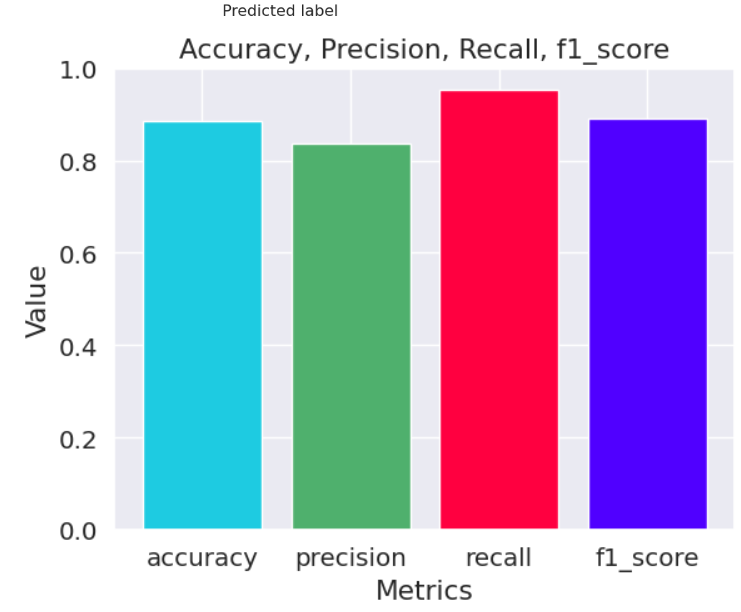 Predicted label
Accuracy, Precision, Recall, f1_score
1.0
0.8
0.6
0.4
0.2
0.0
Value
accuracy precision recall f1_score
Metrics